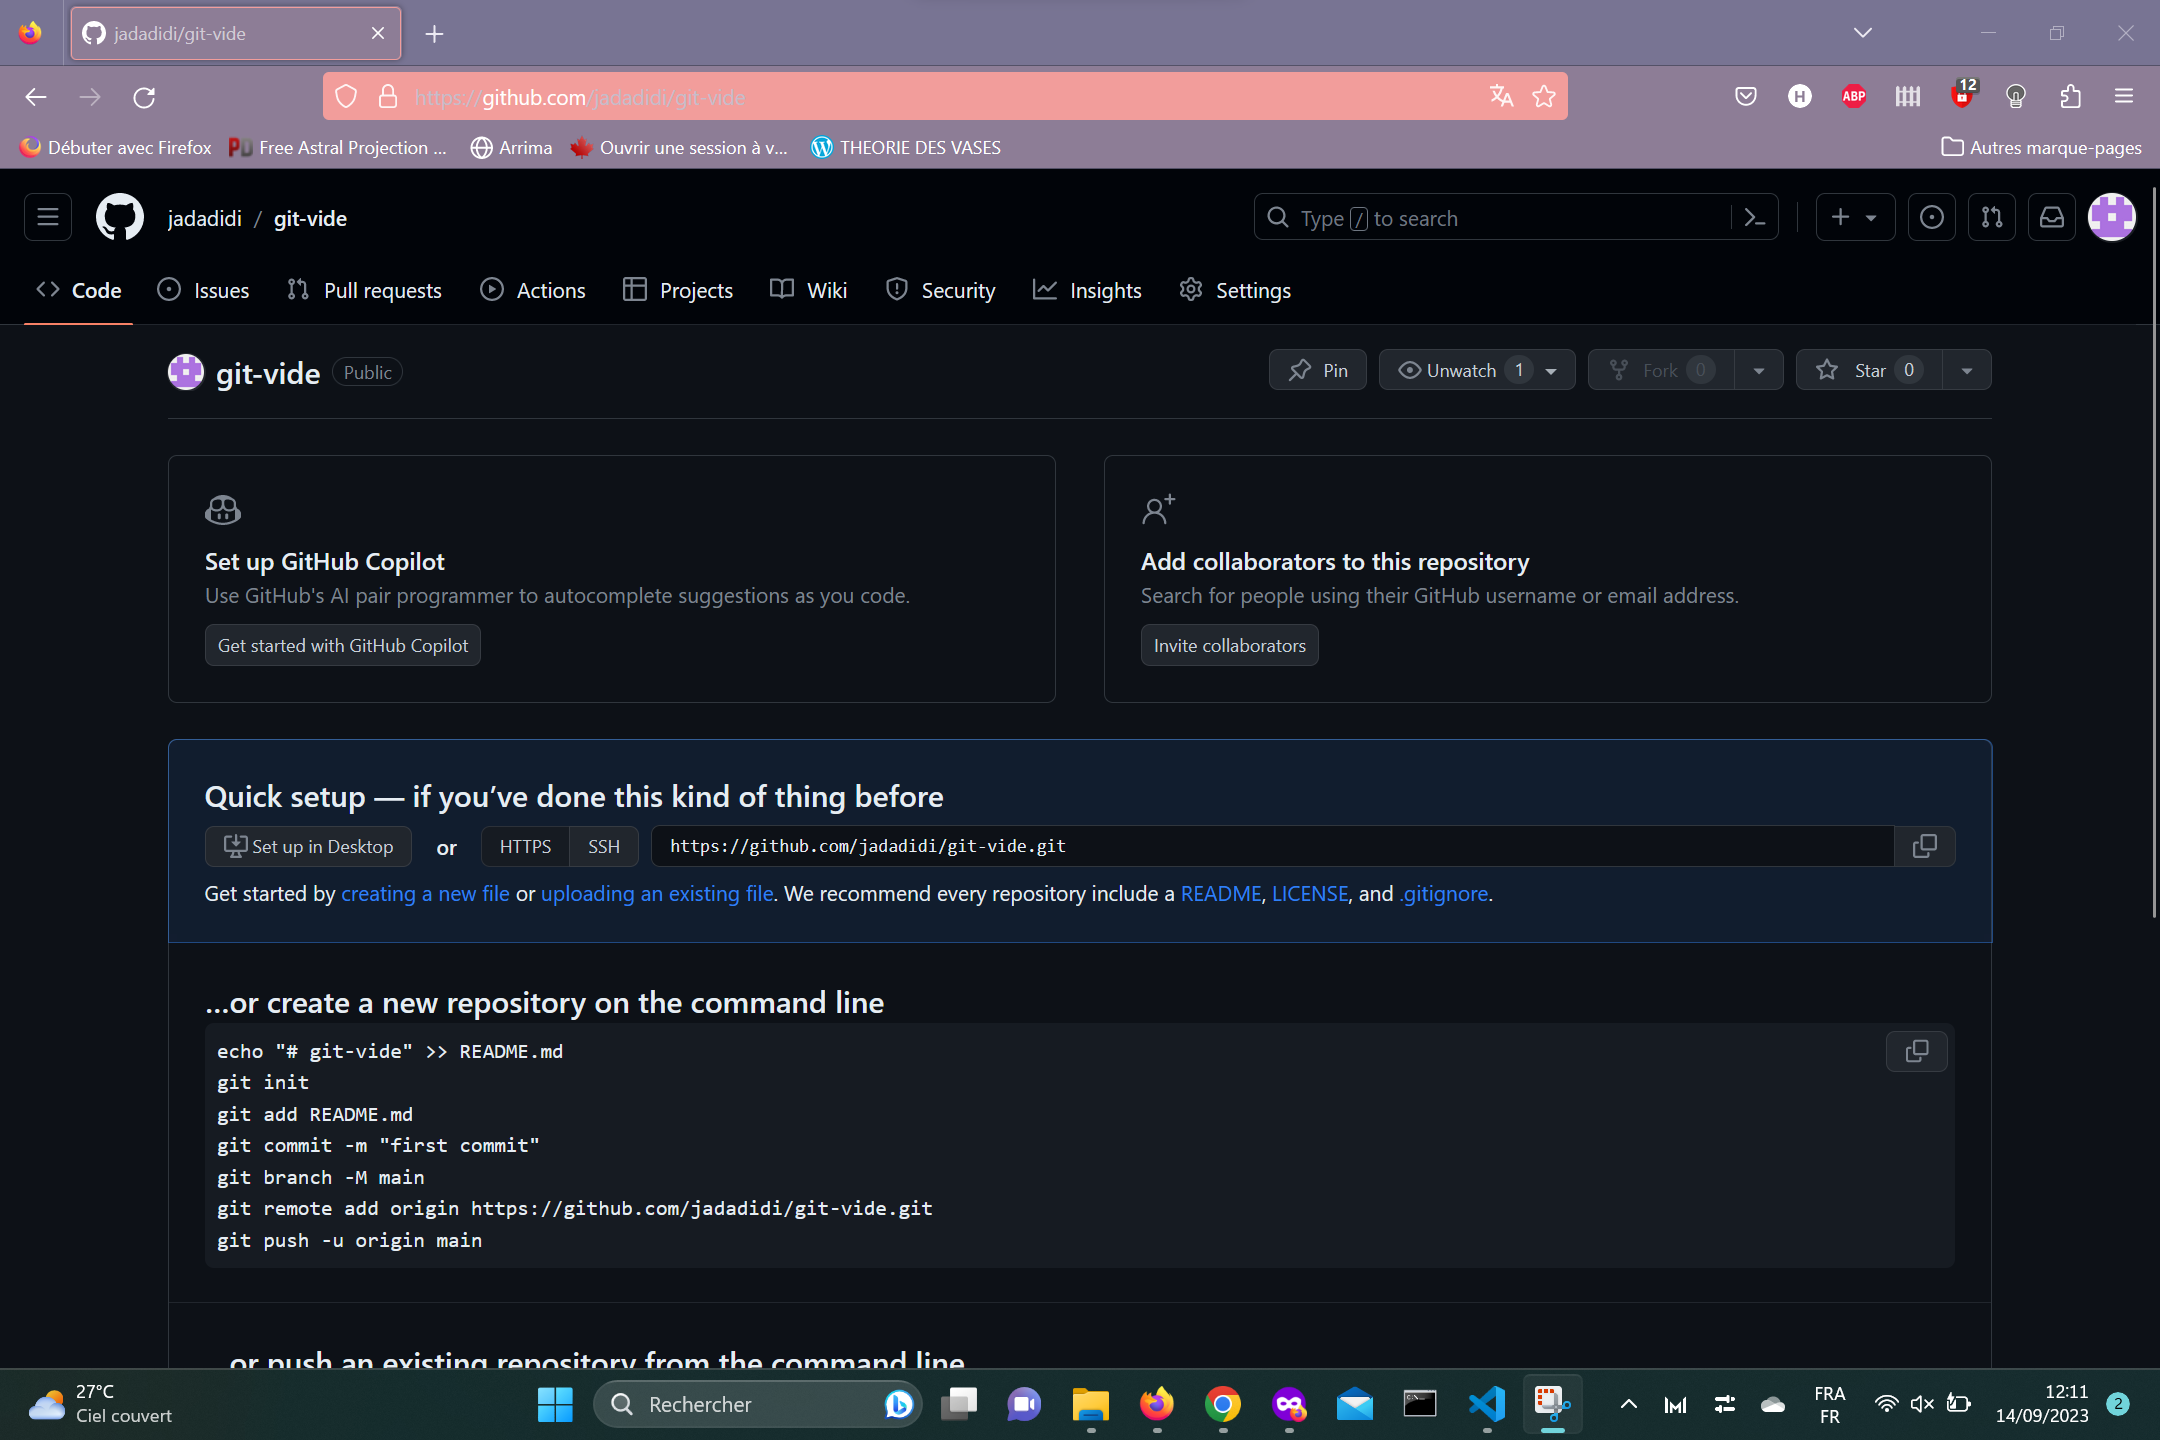 jadadidi/git-vide
https://github.com/jadadidi/git-vide
12
Débuter avec Firefox
Free Astral Projection ...
Arrima
Ouvrir une session à v...
THEORIE DES VASES
Autres marque-pages
jadadidi / git-vide
Type / to search
Code
Issues
Pull requests
Actions
Projects
Wiki
Security
Insights
Settings
git-vide Public
Pin
Unwatch 1
Fork 0
Star 0
Set up GitHub Copilot
Use GitHub's AI pair programmer to autocomplete suggestions as you code.
Get started with GitHub Copilot
Add collaborators to this repository
Search for people using their GitHub username or email address.
Invite collaborators
Quick setup — if you’ve done this kind of thing before
Set up in Desktop or HTTPS SSH https://github.com/jadadidi/git-vide.git
Get started by creating a new file or uploading an existing file. We recommend every repository include a README, LICENSE, and .gitignore.
...or create a new repository on the command line
echo "# git-vide" >> README.md
git init
git add README.md
git commit -m "first commit"
git branch -M main
git remote add origin https://github.com/jadadidi/git-vide.git
git push -u origin main
...or push an existing repository from the command line
27°C
Ciel couvert
Rechercher
FRA
FR
12:11
14/09/2023
2
ABP
H